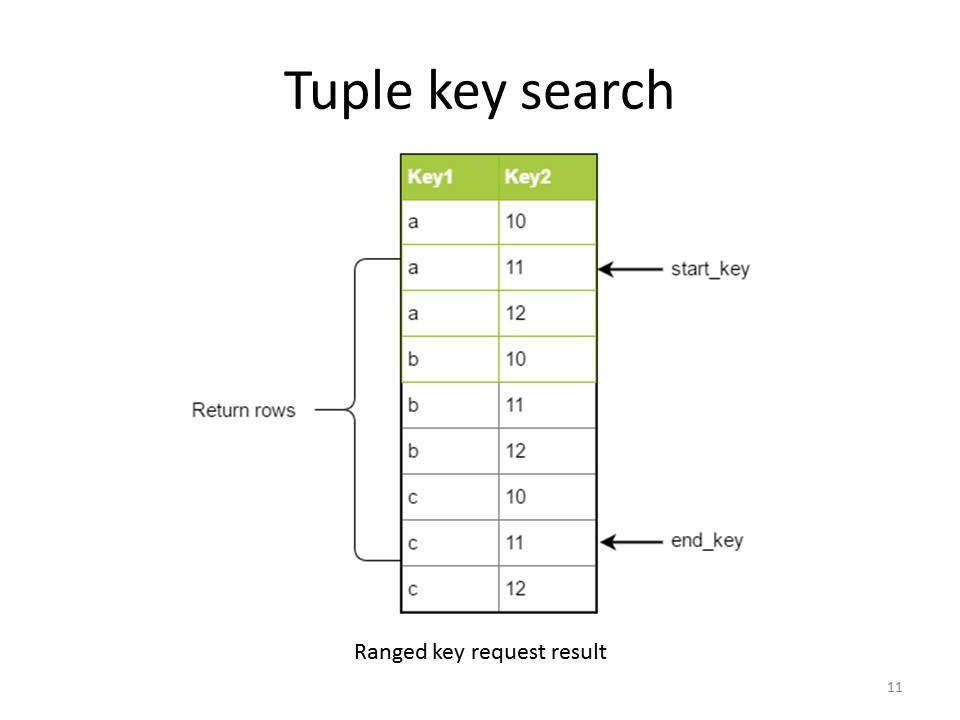 Tuple key search
Key1 Key2
a 10
a 11 start_key
a 12
b 10
Return rows b 11
b 12
c 10
c 11 end_key
c 12
Ranged key request result
11